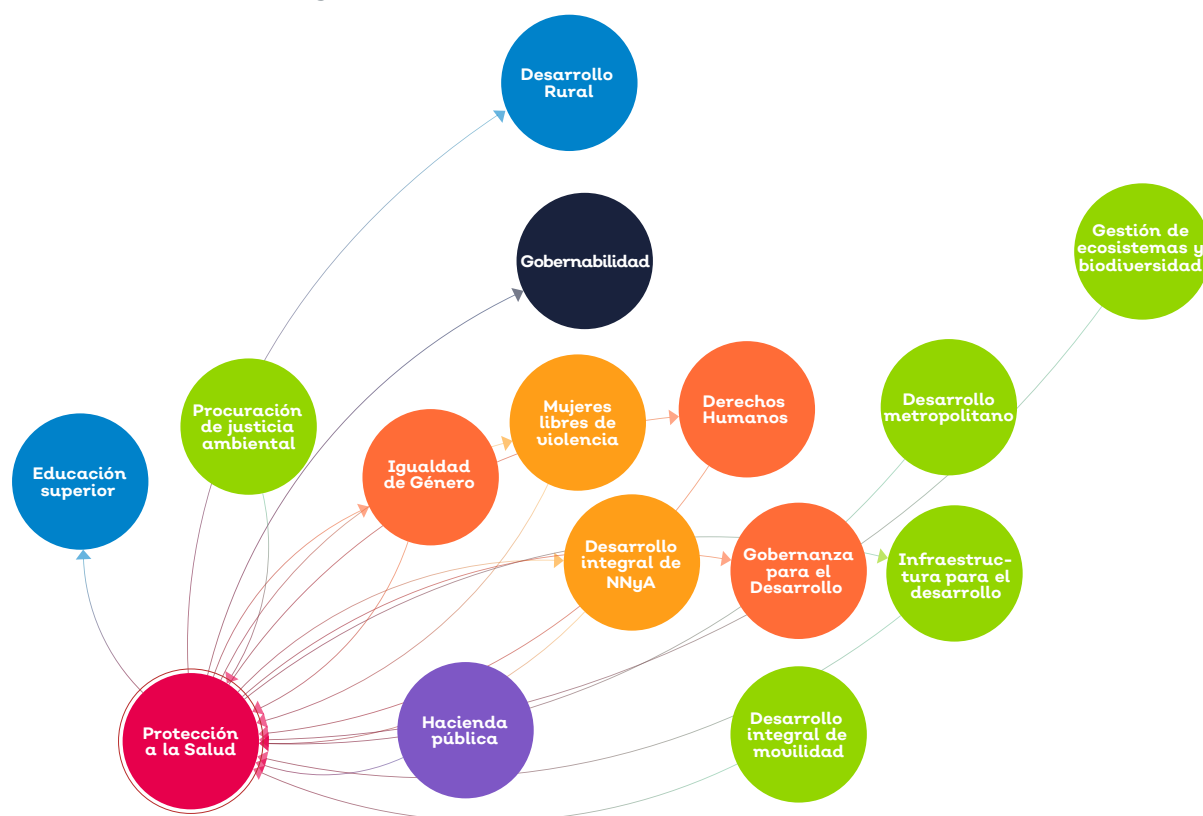 Desarrollo
Rural
Gobernabilidad
Gestión de
ecosistemas y
biodiversidad
Procuración
de justicia
ambiental
Mujeres
libres de
violencia
Derechos
Humanos
Desarrollo
metropolitano
Educación
superior
Igualdad
de Género
Desarrollo
integral de
NNyA
Gobernanza
para el
Desarrollo
Infraestruc-
tura para el
desarrollo
Protección
a la Salud
Hacienda
pública
Desarrollo
integral de
movilidad